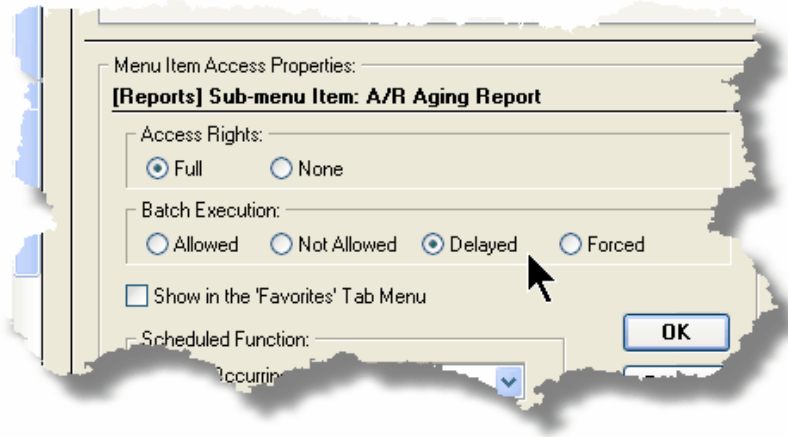 Menu Item Access Properties:
[Reports] Sub-menu Item: A/R Aging Report
Access Rights:
Full None
Batch Execution:
Allowed Not Allowed Delayed Forced
Show in the 'Favorites' Tab Menu
OK
Scheduled Function: